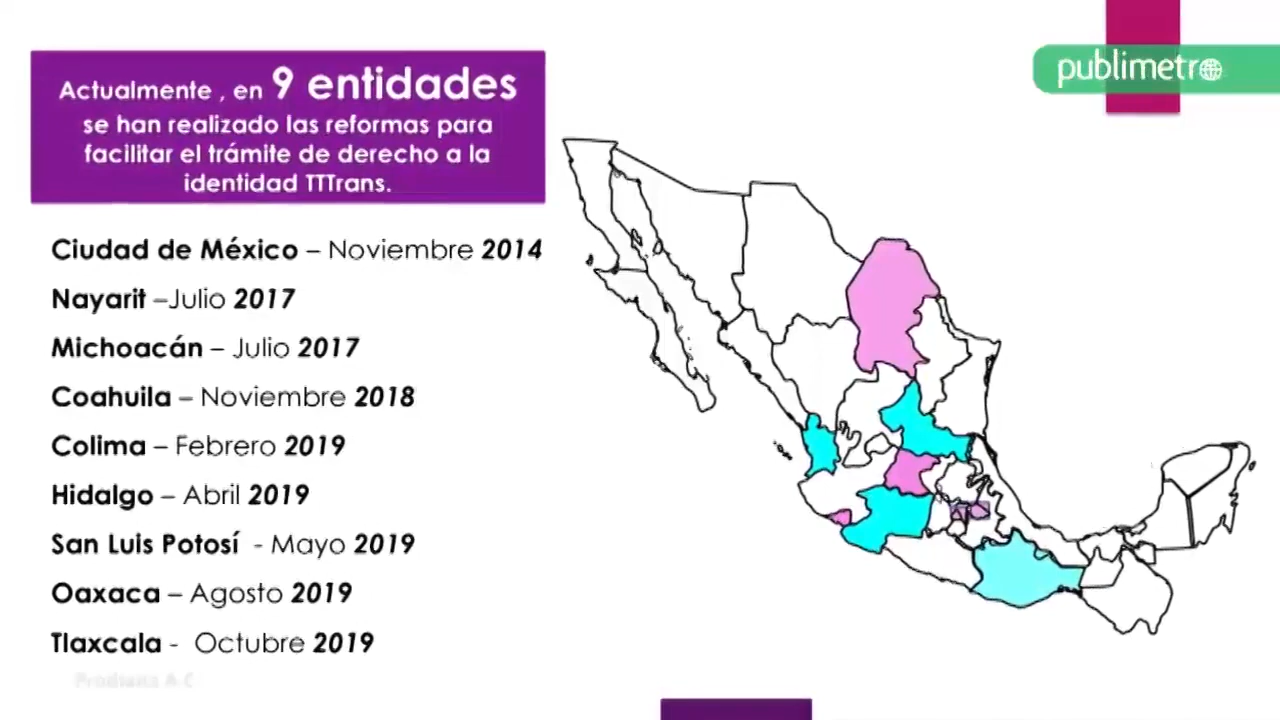 publimetro
Actualmente , en 9 entidades
se han realizado las reformas para
facilitar el trámite de derecho a la
identidad TTTrans.
Ciudad de México – Noviembre 2014
Nayarit –Julio 2017
Michoacán – Julio 2017
Coahuila – Noviembre 2018
Colima – Febrero 2019
Hidalgo – Abril 2019
San Luis Potosí - Mayo 2019
Oaxaca – Agosto 2019
Tlaxcala - Octubre 2019